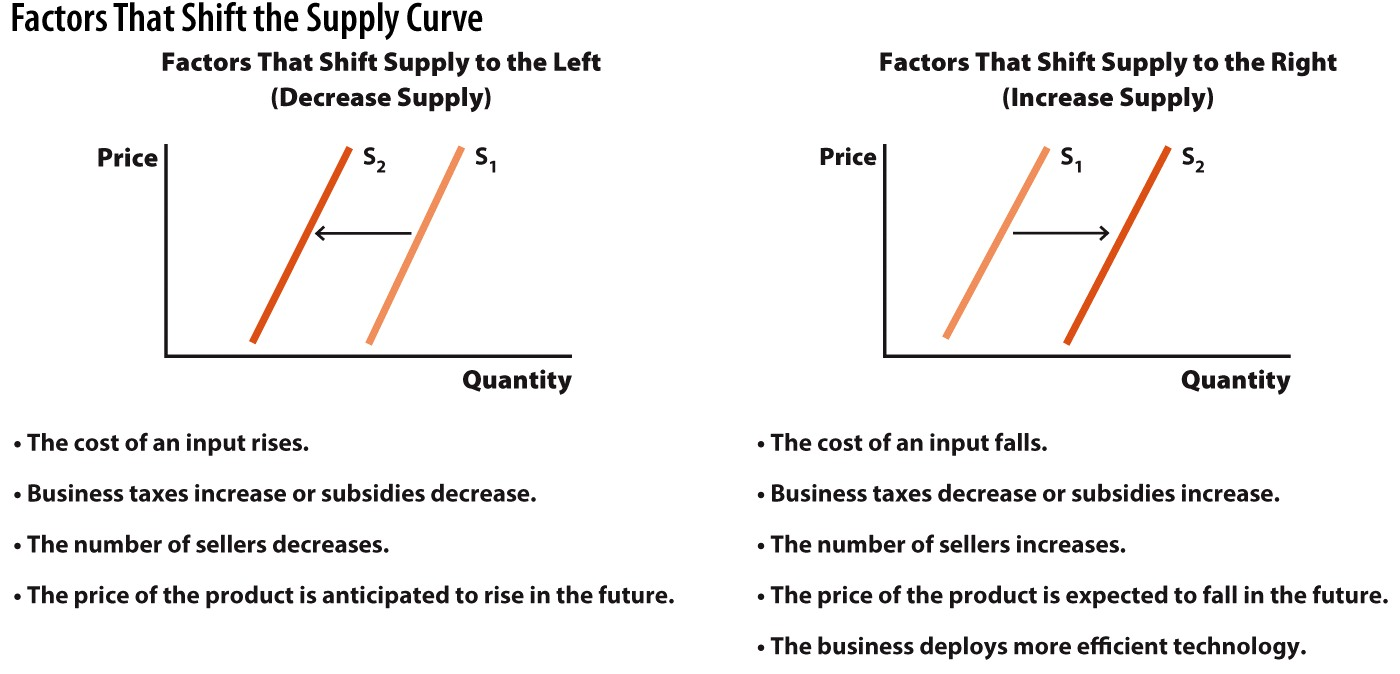 Factors That Shift the Supply Curve
Factors That Shift Supply to the Left
(Decrease Supply)
Price
S2
S1
Quantity
• The cost of an input rises.
• Business taxes increase or subsidies decrease.
• The number of sellers decreases.
• The price of the product is anticipated to rise in the future.
Factors That Shift Supply to the Right
(Increase Supply)
Price
S1
S2
Quantity
• The cost of an input falls.
• Business taxes decrease or subsidies increase.
• The number of sellers increases.
• The price of the product is expected to fall in the future.
• The business deploys more efficient technology.